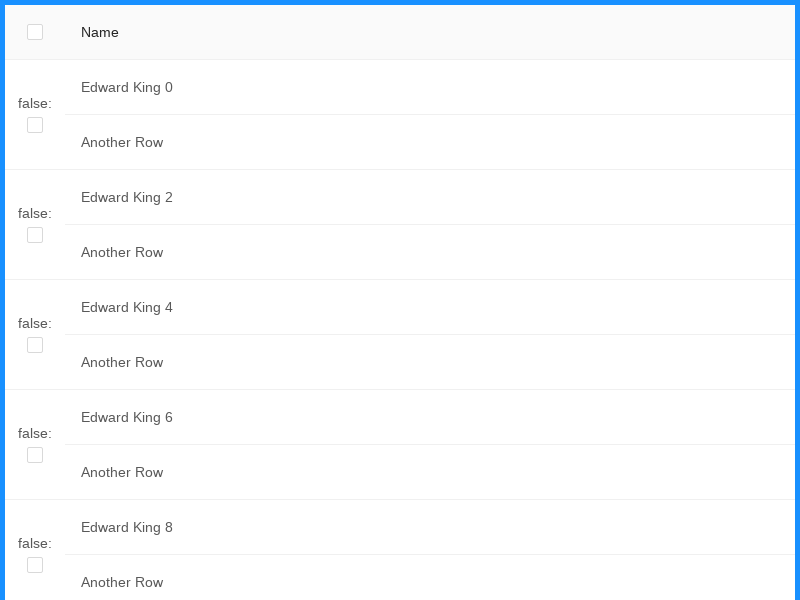 Name
Edward King 0
false:
Another Row
Edward King 2
false:
Another Row
Edward King 4
false:
Another Row
Edward King 6
false:
Another Row
Edward King 8
false:
Another Row